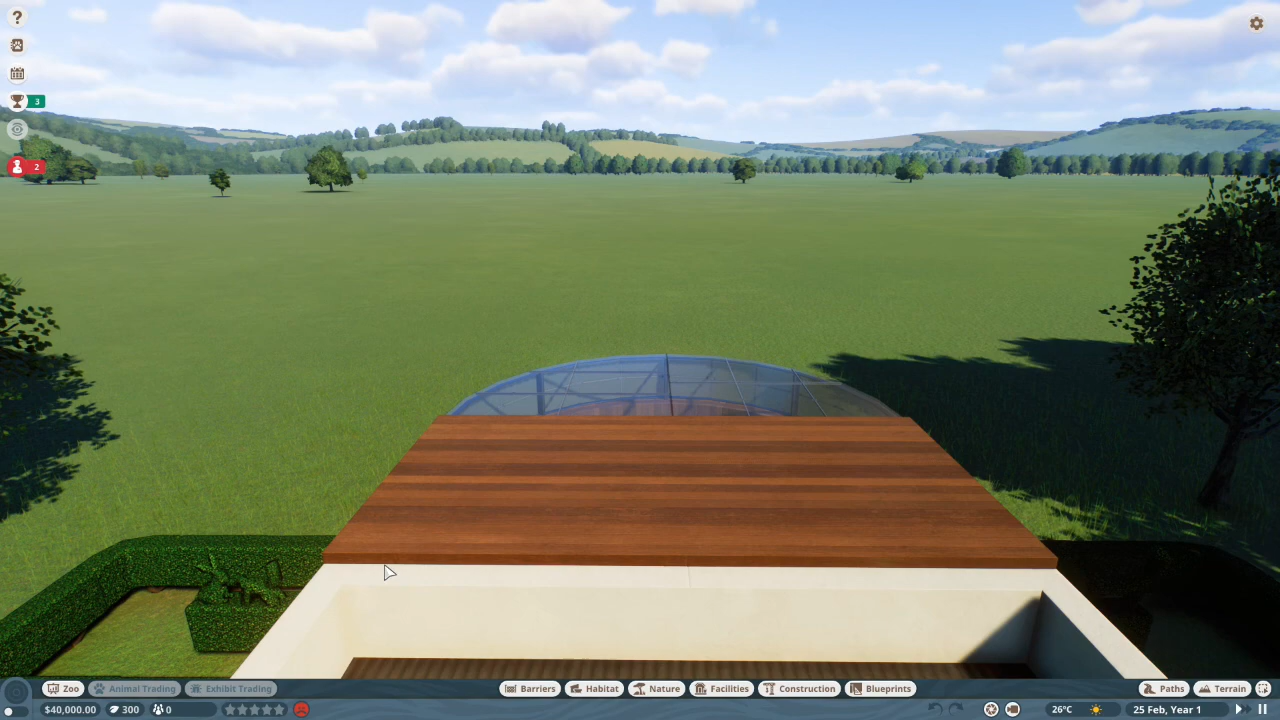 ?
3
2
Zoo
Animal Trading
Exhibit Trading
Barriers
Habitat
Nature
Facilities
Construction
Blueprints
Paths
Terrain
$40,000.00
300
0
26°C
25 Feb, Year 1